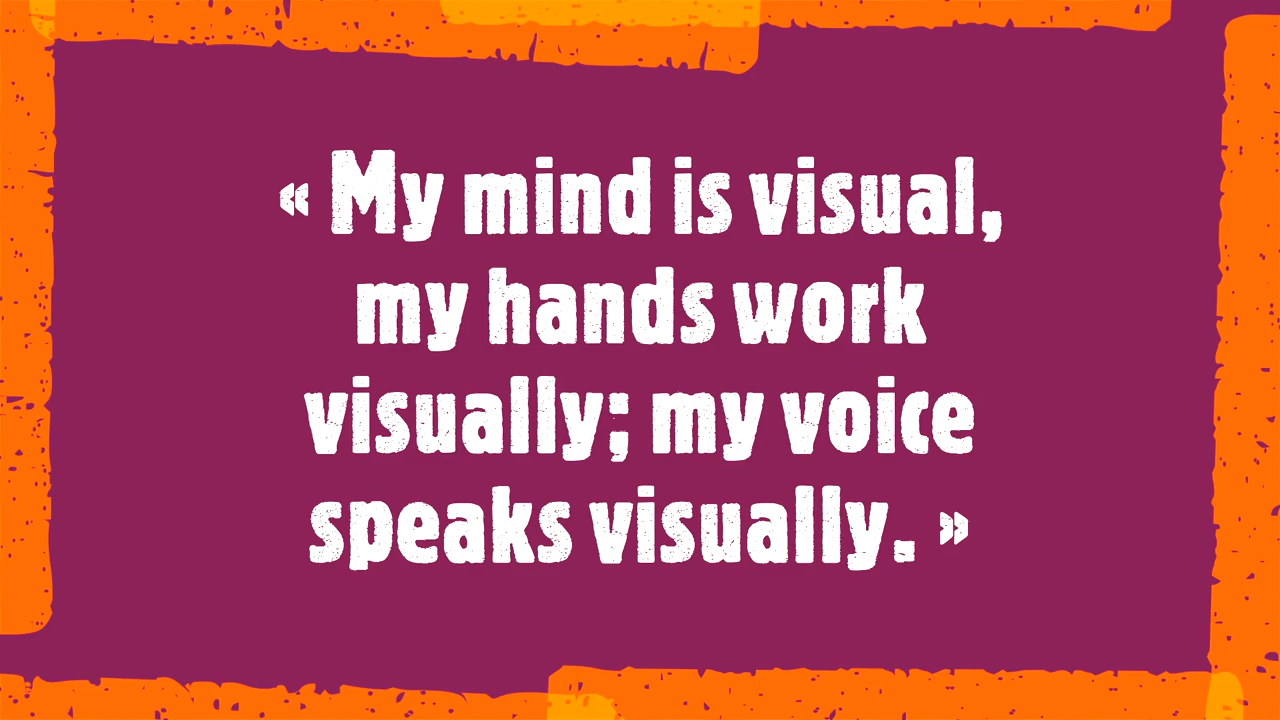 « My mind is visual,
my hands work
visually; my voice
speaks visually. »